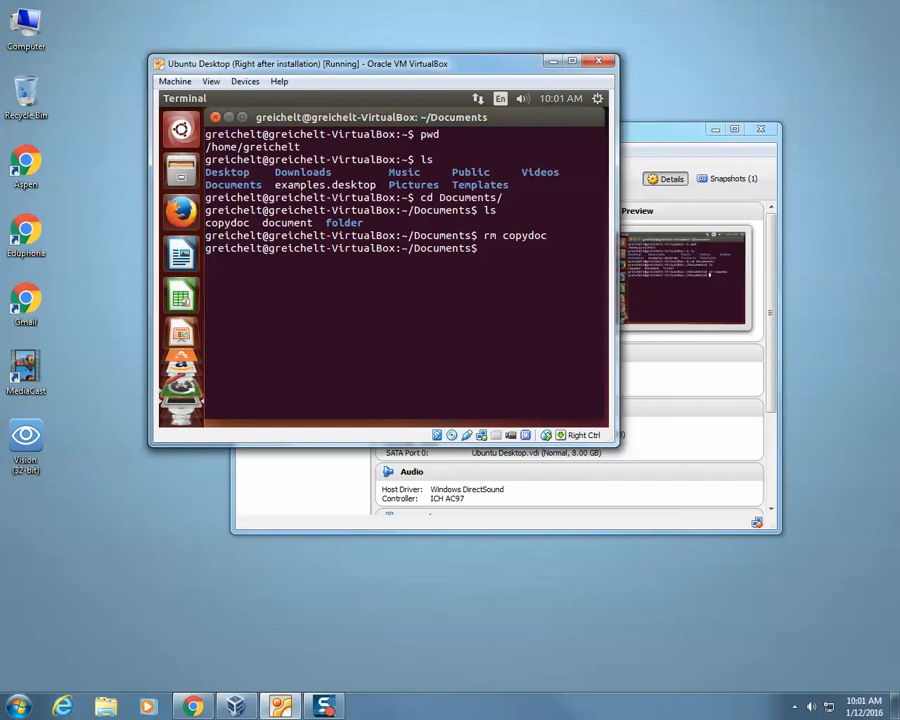 Computer
Recycle Bin
Aspen
Eduphoria
Gmail
MediaCast
Vision
(32-bit)
Ubuntu Desktop (Right after installation) [Running] - Oracle VM VirtualBox
Machine View Devices Help
Terminal
En
10:01 AM
greichelt@greichelt-VirtualBox: ~/Documents
greichelt@greichelt-VirtualBox:~$ pwd
/home/greichelt
greichelt@greichelt-VirtualBox:~$ ls
Desktop Downloads Music Public Videos
Documents examples.desktop Pictures Templates
greichelt@greichelt-VirtualBox:~$ cd Documents/
greichelt@greichelt-VirtualBox:~/Documents$ ls
copydoc document folder
greichelt@greichelt-VirtualBox:~/Documents$ rm copydoc
greichelt@greichelt-VirtualBox:~/Documents$
Right Ctrl
Details
Snapshots (1)
Preview
SATA Port 0: Ubuntu Desktop.vdi (Normal, 8.00 GB)
Audio
Host Driver: Windows DirectSound
Controller: ICH AC97
10:01 AM
1/12/2016